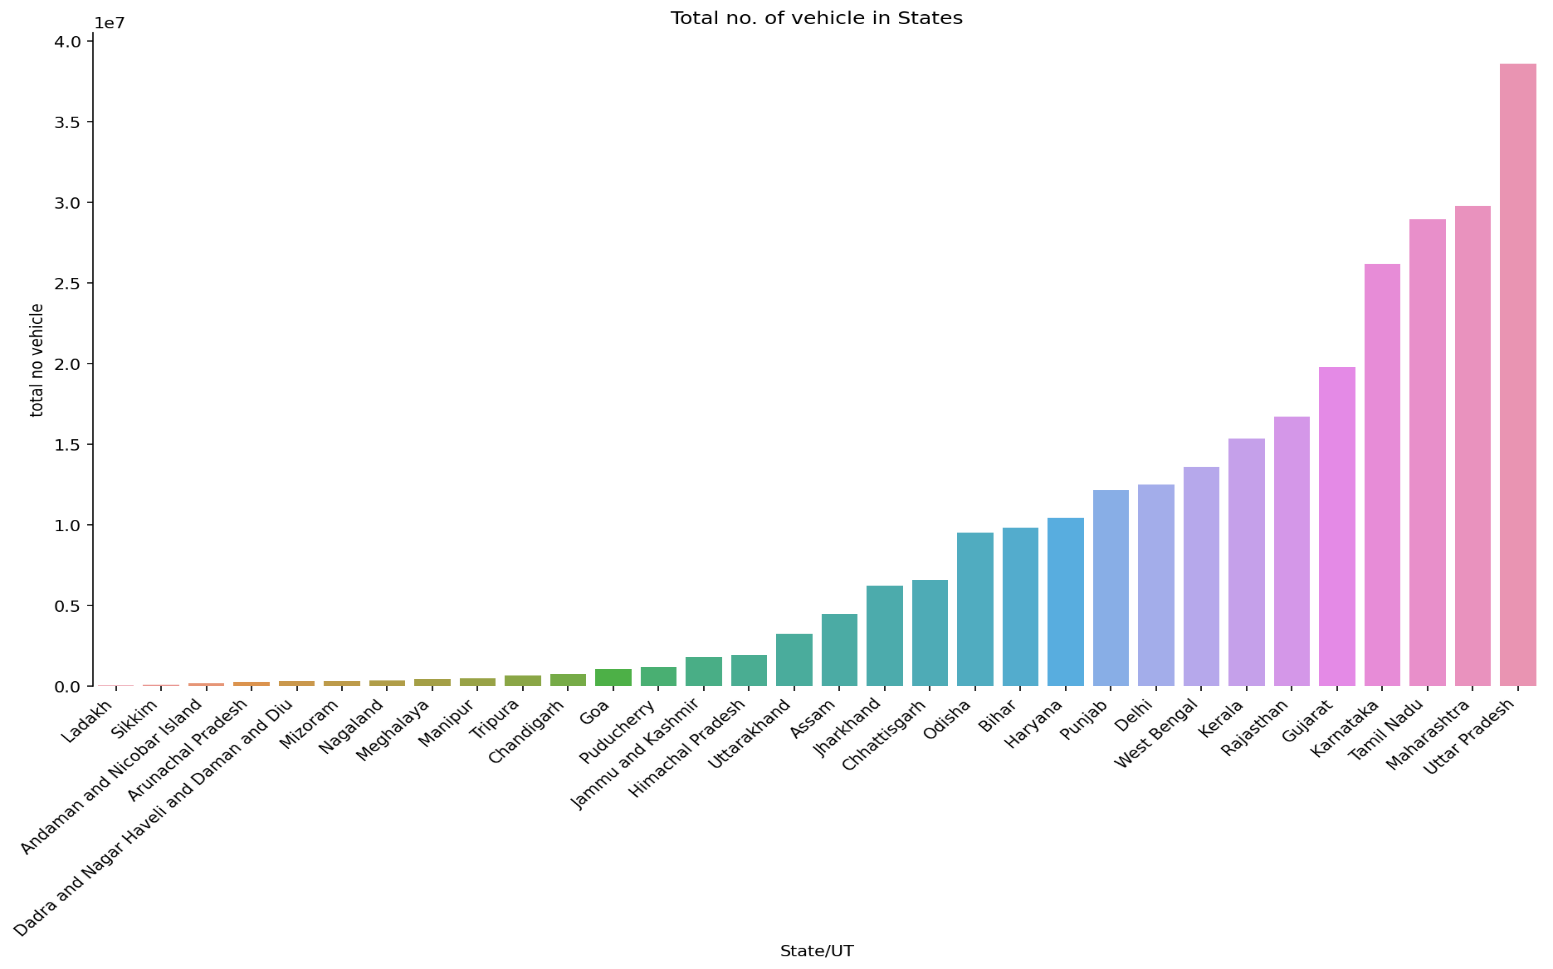 Total no. of vehicle in States
1e7
4.0
3.5
3.0
2.5
2.0
1.5
1.0
0.5
0.0
total no vehicle
Ladakh
Sikkim
Andaman and Nicobar Island
Arunachal Pradesh
Dadra and Nagar Haveli and Daman and Diu
Mizoram
Nagaland
Meghalaya
Manipur
Tripura
Chandigarh
Goa
Puducherry
Jammu and Kashmir
Himachal Pradesh
Uttarakhand
Assam
Jharkhand
Chhattisgarh
Odisha
Bihar
Haryana
Punjab
Delhi
West Bengal
Kerala
Rajasthan
Gujarat
Karnataka
Tamil Nadu
Maharashtra
Uttar Pradesh
State/UT